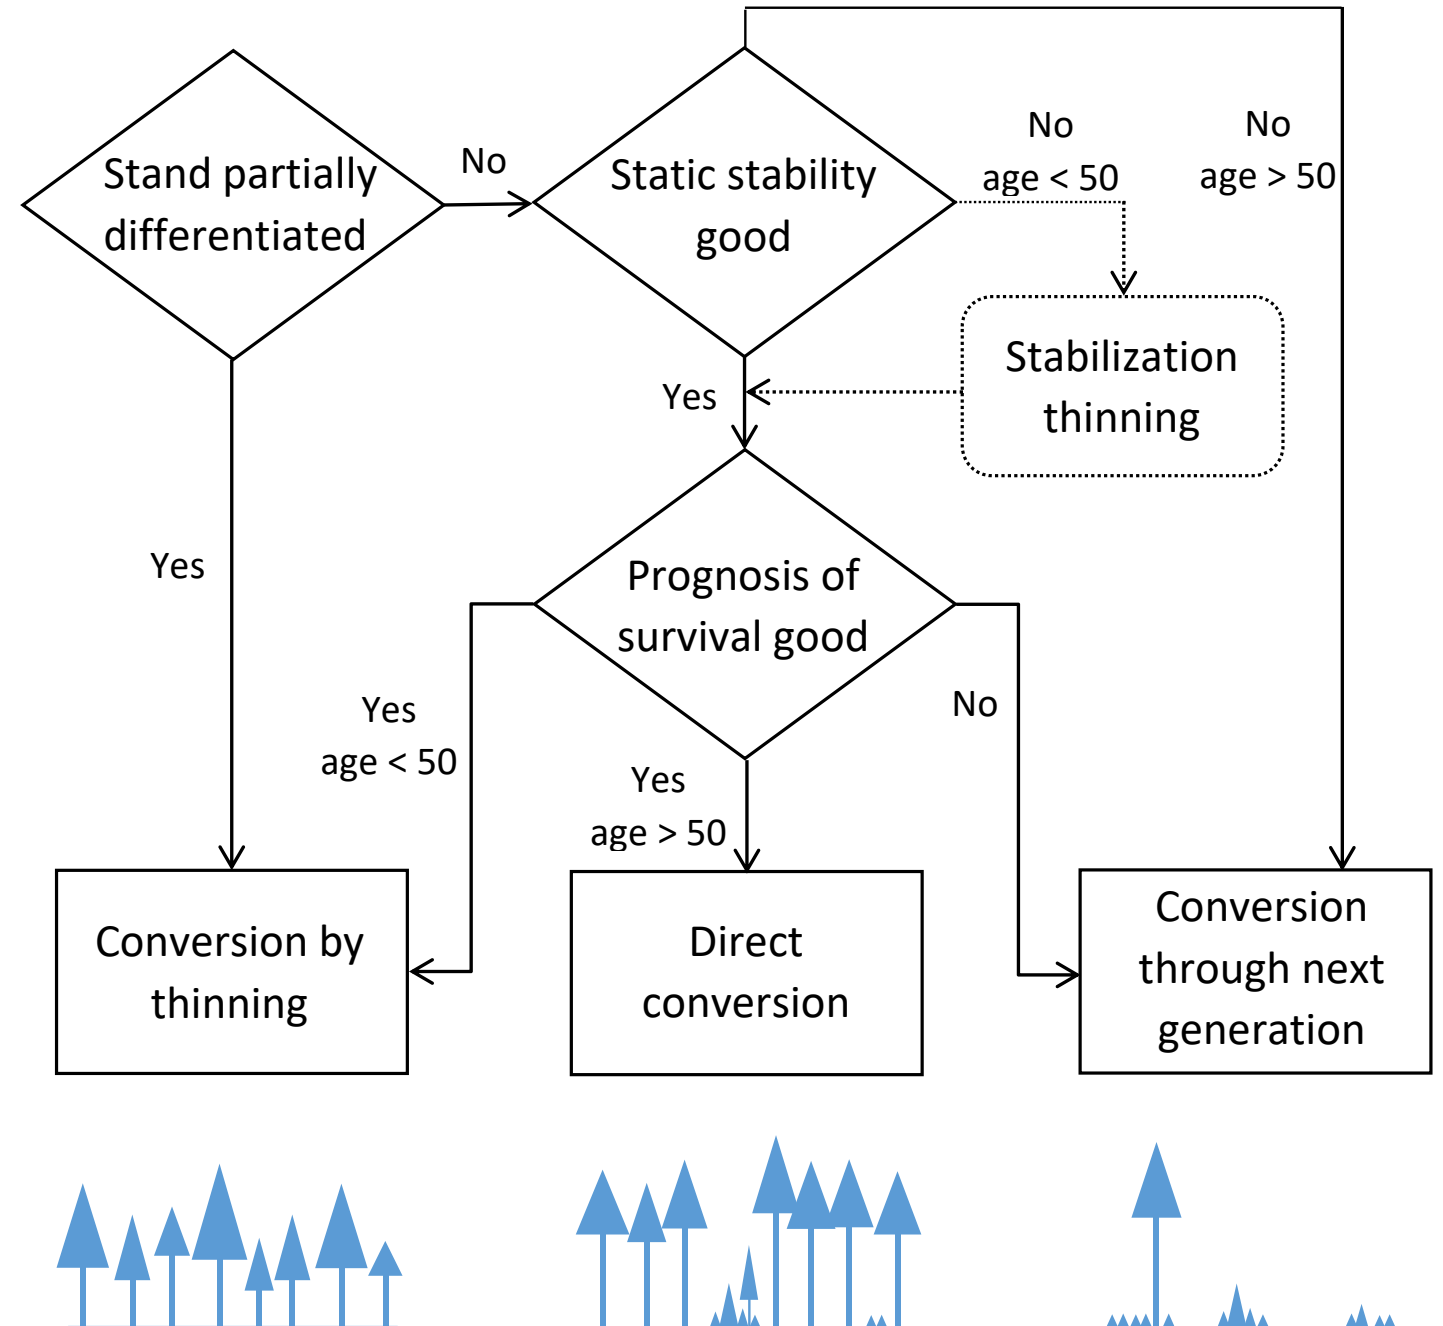 Stand partially
differentiated
No
Static stability
good
No
age < 50
No
age > 50
Stabilization
thinning
Yes
Yes
Prognosis of
survival good
Yes
age < 50
Yes
age > 50
No
Conversion by
thinning
Direct
conversion
Conversion
through next
generation